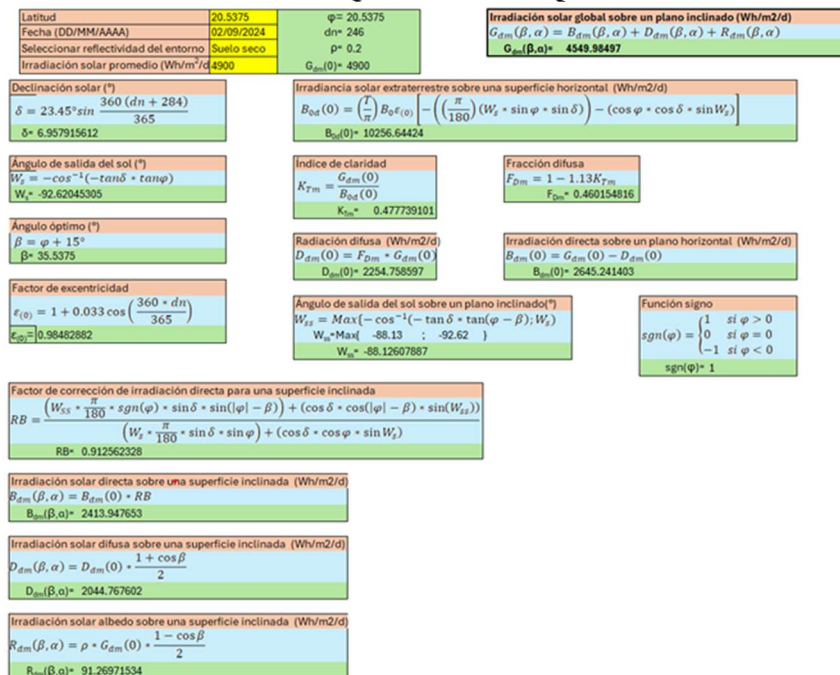 Latitud 20.5375 φ= 20.5375
Fecha (DD/MM/AAAA) 02/09/2024 dn= 246
Seleccionar reflectividad del entorno Suelo seco ρ= 0.2
Irradiación solar promedio (Wh/m²/d 4900 Gdm(0)= 4900
Irradiación solar global sobre un plano inclinado (Wh/m2/d)
Gdm(β, α) = Bdm(β, α) + Ddm(β, α) + Rdm(β, α)
Gdm(β,α)= 4549.98497
Declinación solar (º)
δ = 23.45°sin 360 (dn + 284) / 365
δ= 6.957915612
Irradiancia solar extraterrestre sobre una superficie horizontal (Wh/m2/d)
B0d(0) = (T/π) B0 ε(0) [−((π/180) (Ws * sin φ * sin δ)) − (cos φ * cos δ * sin Ws)]
B0d(0)= 10256.64424
Ángulo de salida del sol (º)
Ws = −cos⁻¹(−tanδ * tanφ)
Ws= -92.62045305
Índice de claridad
KTm = Gdm(0) / B0d(0)
KTm= 0.477739101
Fracción difusa
FDm = 1 − 1.13KTm
FDm= 0.460154816
Ángulo óptimo (º)
β = φ + 15°
β= 35.5375
Radiación difusa (Wh/m2/d)
Ddm(0) = FDm * Gdm(0)
Ddm(0)= 2254.758597
Irradiación directa sobre un plano horizontal (Wh/m2/d)
Bdm(0) = Gdm(0) − Ddm(0)
Bdm(0)= 2645.241403
Factor de excentricidad
ε(0) = 1 + 0.033 cos (360 * dn / 365)
ε(0)= 0.98482882
Ángulo de salida del sol sobre un plano inclinado(º)
Wss = Max{− cos⁻¹(− tan δ * tan(φ − β); Ws)
Wss=Max{ -88.13 ; -92.62 }
Wss= -88.12607887
Función signo
sgn(φ) = {1 si φ > 0
0 si φ = 0
−1 si φ < 0
sgn(φ)= 1
Factor de corrección de irradiación directa para una superficie inclinada
RB = (Wss * π/180 * sgn(φ) * sin δ * sin(|φ| − β)) + (cos δ * cos(|φ| − β) * sin(Wss)) / (Ws * π/180 * sin δ * sin φ) + (cos δ * cos φ * sin Ws)
RB= 0.912562328
Irradiación solar directa sobre una superficie inclinada (Wh/m2/d)
Bdm(β, α) = Bdm(0) * RB
Bdm(β,α)= 2413.947653
Irradiación solar difusa sobre una superficie inclinada (Wh/m2/d)
Ddm(β, α) = Ddm(0) * 1 + cos β / 2
Ddm(β,α)= 2044.767602
Irradiación solar albedo sobre una superficie inclinada (Wh/m2/d)
Rdm(β, α) = ρ * Gdm(0) * 1 − cos β / 2
Rdm(β,α)= 91.26971534